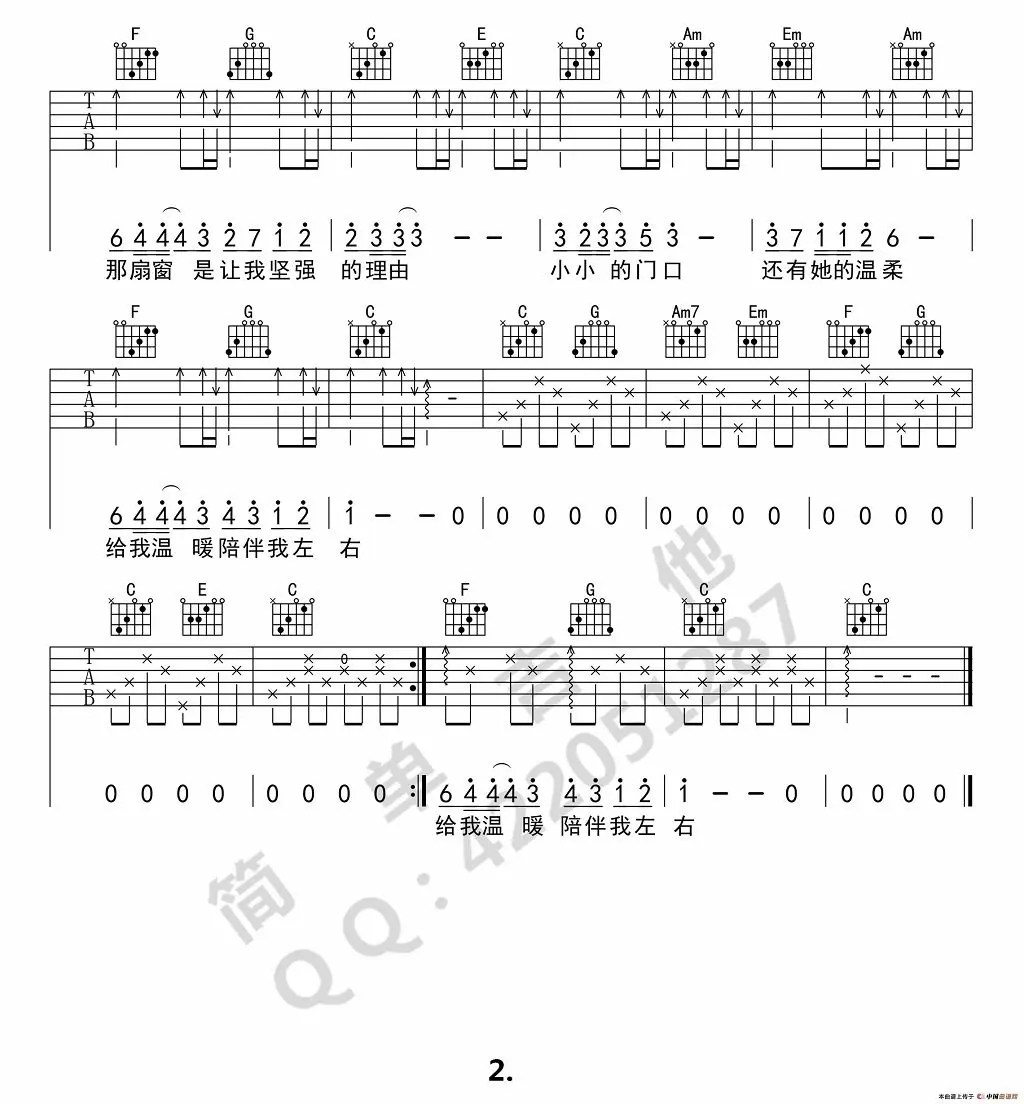 F G C E C Am Em Am
T
A
B
6 4 4 4 3 2 7 1 2 2 3 3 3 - - 3 2 3 3 5 3 - 3 7 1 1 2 6 -
那扇窗 是让我坚强 的理由 小小 的门口 还有她的温柔
F G C C G Am7 Em F G
T
A
B
6 4 4 4 3 4 3 1 2 1 - - 0 0 0 0 0 0 0 0 0 0 0 0 0
给我温 暖陪伴我左 右
C E C F G C C
T
A
B
0 0 0 0 0 0 0 0 6 4 4 4 3 4 3 1 2 1 - - 0 0 0 0 0
给我温 暖 陪伴我左 右
简单言他
QQ:422051287
2.
本曲谱上传于 中国曲谱网